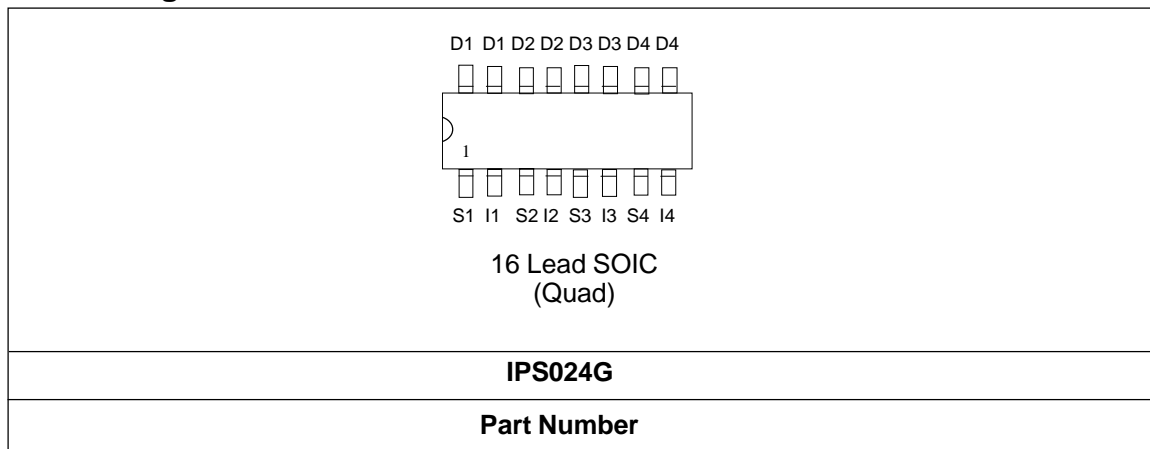 D1 D1 D2 D2 D3 D3 D4 D4
1
S1 I1 S2 I2 S3 I3 S4 I4
16 Lead SOIC
(Quad)
IPS024G
Part Number